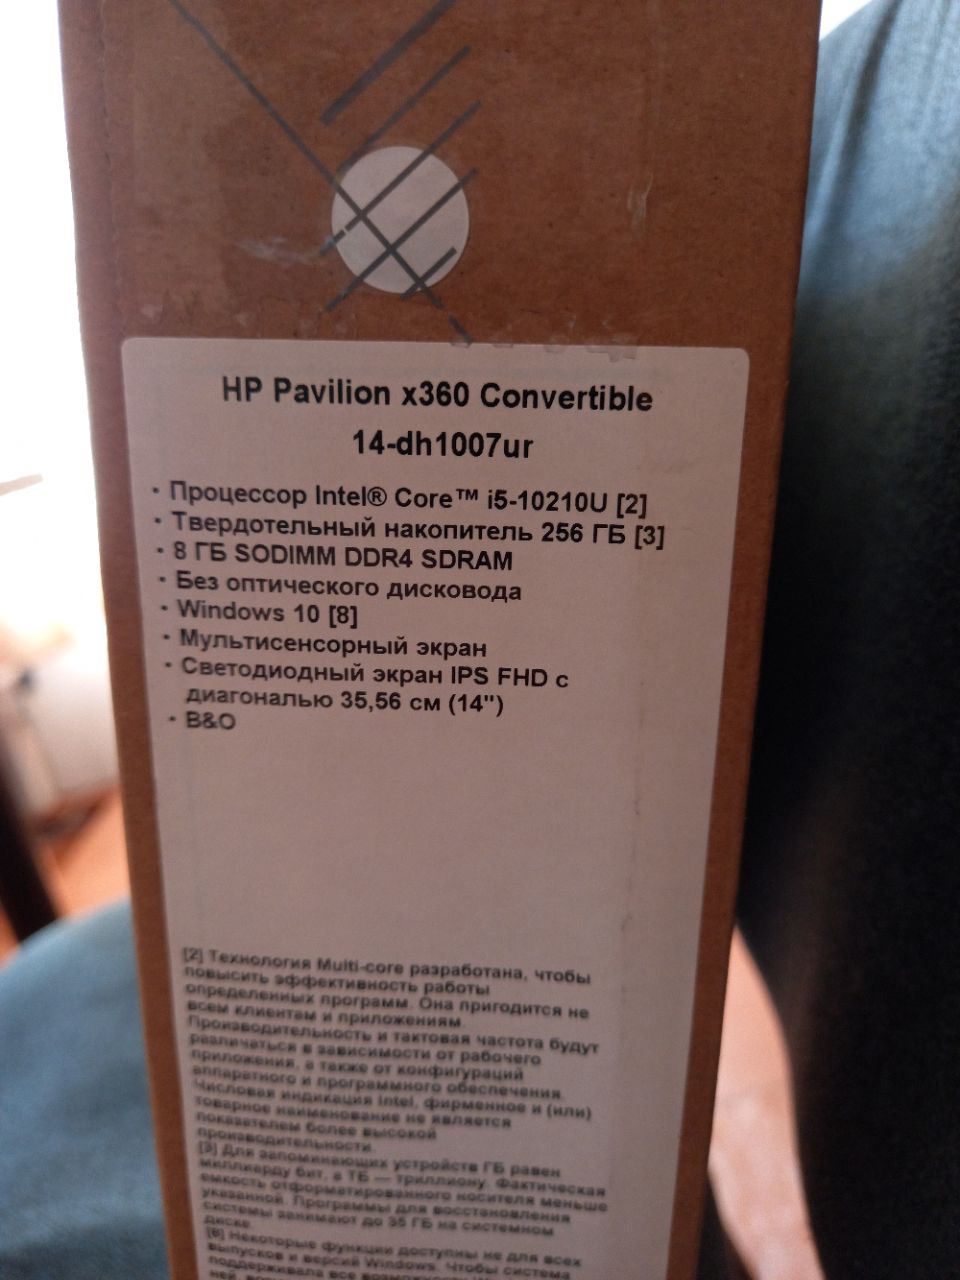 HP Pavilion x360 Convertible
14-dh1007ur
· Процессор Intel® Core™ i5-10210U [2]
· Твердотельный накопитель 256 ГБ [3]
· 8 ГБ SODIMM DDR4 SDRAM
· Без оптического дисковода
· Windows 10 [8]
· Мультисенсорный экран
· Светодиодный экран IPS FHD с
диагональю 35,56 см (14")
· B&O
[2] Технология Multi-core разработана, чтобы
повысить эффективность работы
определенных программ. Она пригодится не
всем клиентам и приложениям.
Производительность и тактовая частота будут
различаться в зависимости от рабочего
приложения, а также от конфигураций
аппаратного и программного обеспечения.
Числовая индикация Intel, фирменное и (или)
товарное наименование не является
показателем более высокой
производительности.
[3] Для запоминающих устройств ГБ равен
миллиарду бит, а ТБ — триллиону. Фактическая
емкость отформатированного носителя меньше
указанной. Программы для восстановления
системы занимают до 35 ГБ на системном
диске.
[8] Некоторые функции доступны не для всех
выпусков и версий Windows. Чтобы система
поддерживала все возможности